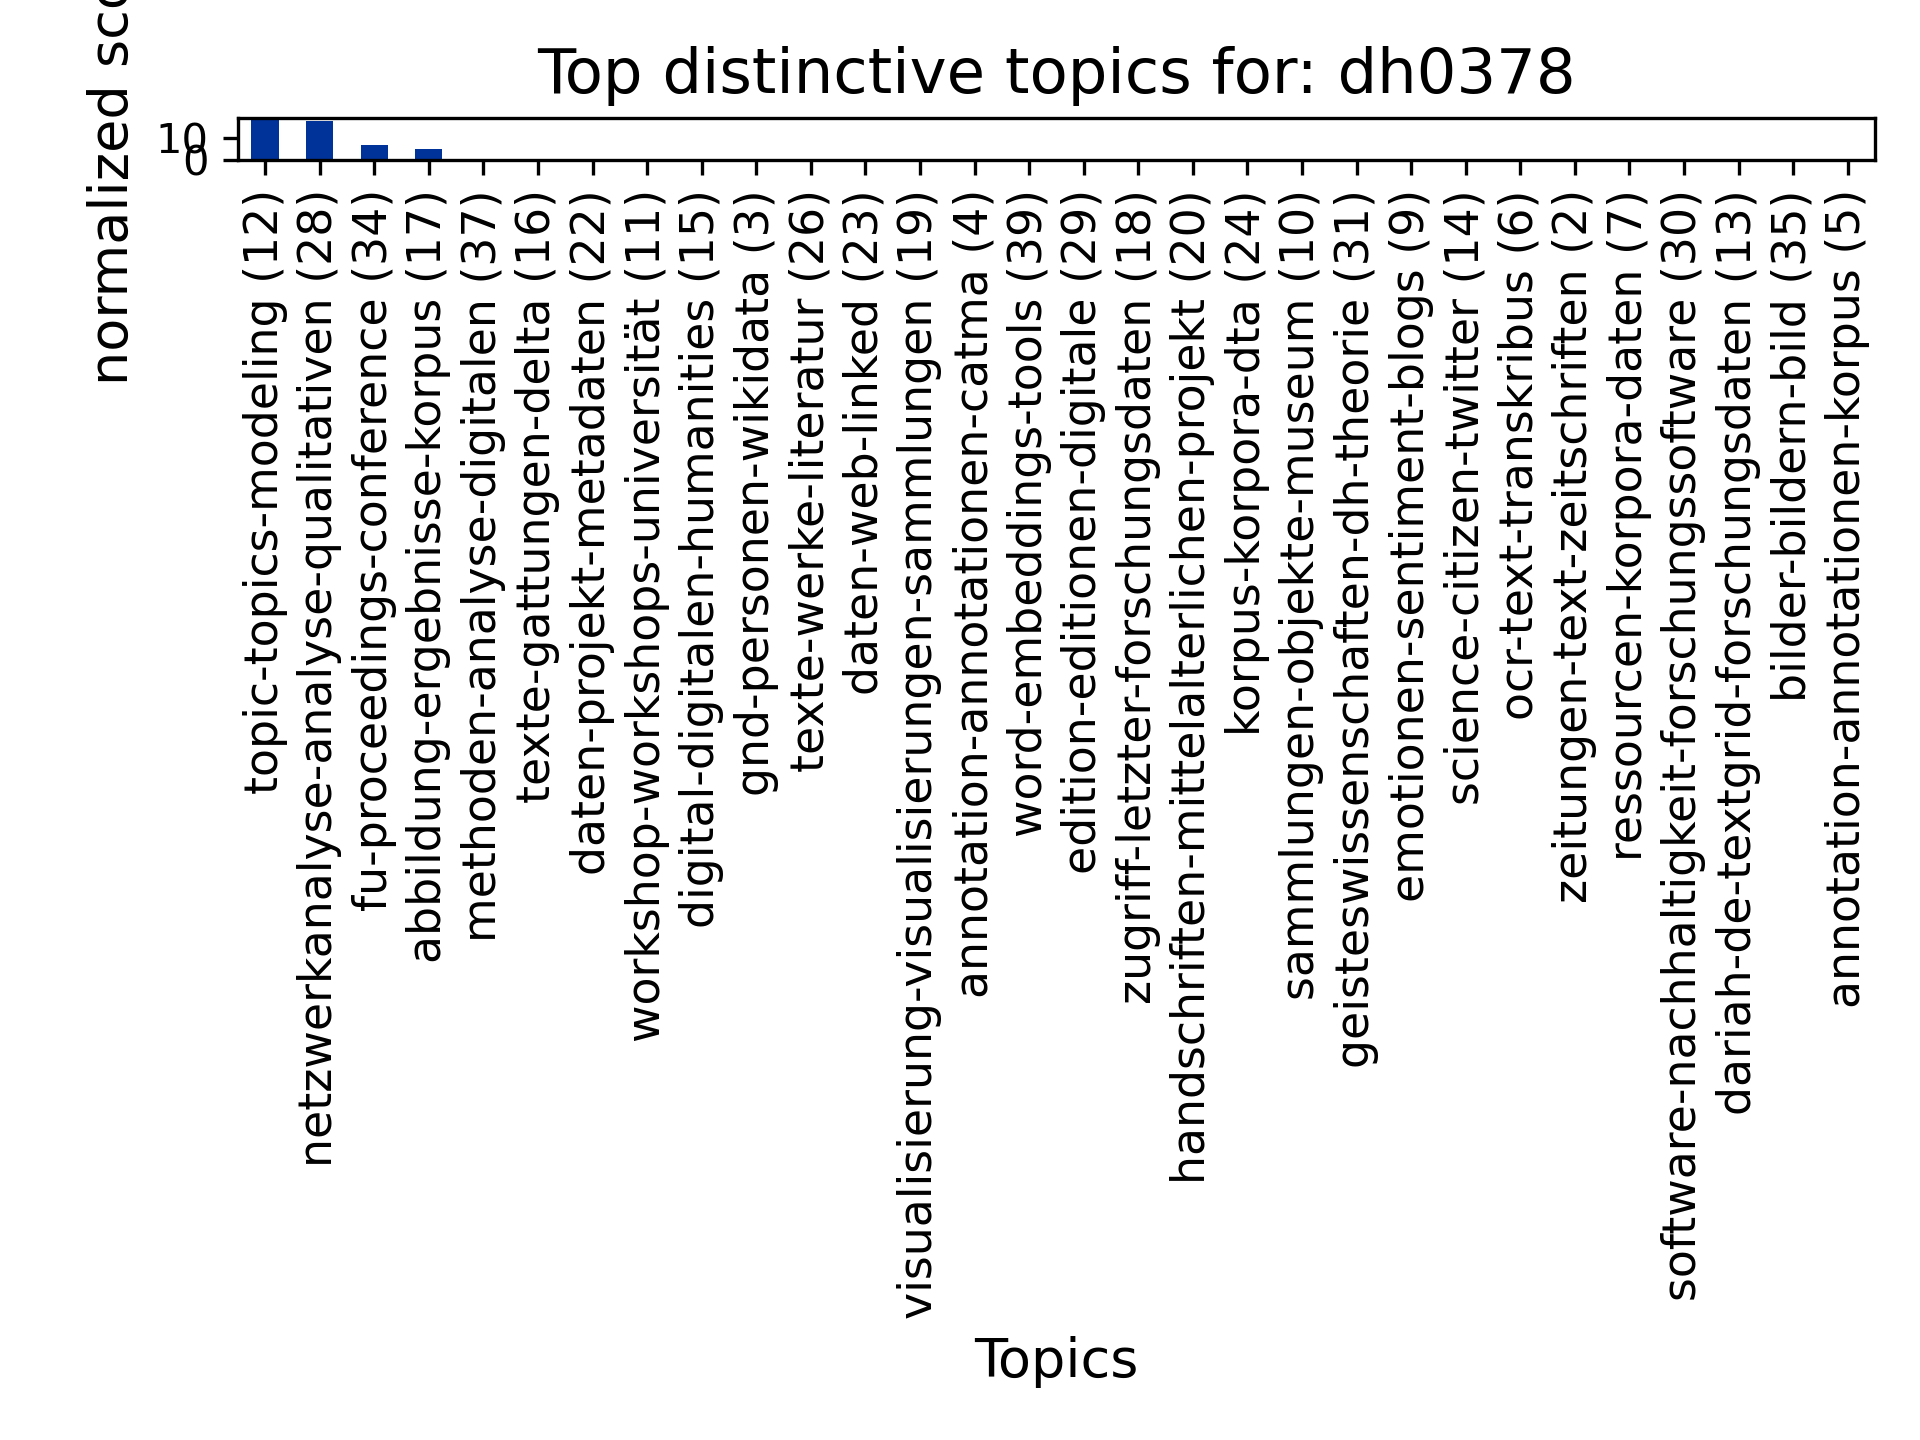 Top distinctive topics for: dh0378
normalized
10
0
topic-topics-modeling (12)
netzwerkanalyse-analyse-qualitativen (28)
fu-proceedings-conference (34)
abbildung-ergebnisse-korpus (17)
methoden-analyse-digitalen (37)
texte-gattungen-delta (16)
daten-projekt-metadaten (22)
workshop-workshops-universität (11)
digital-digitalen-humanities (15)
gnd-personen-wikidata (3)
texte-werke-literatur (26)
daten-web-linked (23)
visualisierung-visualisierungen-sammlungen (19)
annotation-annotationen-catma (4)
word-embeddings-tools (39)
edition-editionen-digitale (29)
zugriff-letzter-forschungsdaten (18)
handschriften-mittelalterlichen-projekt (20)
korpus-korpora-dta (24)
sammlungen-objekte-museum (10)
geisteswissenschaften-dh-theorie (31)
emotionen-sentiment-blogs (9)
science-citizen-twitter (14)
ocr-text-transkribus (6)
zeitungen-text-zeitschriften (2)
ressourcen-korpora-daten (7)
software-nachhaltigkeit-forschungssoftware (30)
dariah-de-textgrid-forschungsdaten (13)
bilder-bildern-bild (35)
annotation-annotationen-korpus (5)
Topics